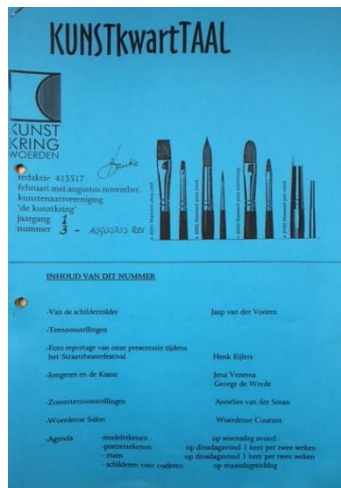 KUNSTkwartTAAL
KUNST
KRING
WOERDEN
redaktie 415317
februari.mei.augustus.november.
kunstenaarsvereniging
'de kunstkring'
jaargang 1
nummer 3 - AUGUSTUS
INHOUD VAN DIT NUMMER
-Van de schilderzolder Jaap van der Vooren
-Tentoonstellingen
-Foto reportage van onze presentatie tijdens
het Straattheaterfestival Henk Eijlers
-Jongeren en de Kunst Jena Venema
George de Wrede
-Zomertentoonstellingen Annelies van der Sman
-Woerdense Salon Woerdense Courant
-Agenda -modeltekenen op woensdag avond
-portzettekenen op dinsdagavond 1 keer per twee weken
- etsen op dinsdagavond 1 keer per twee weken
- schilderen voor ouderen op maandagmiddag